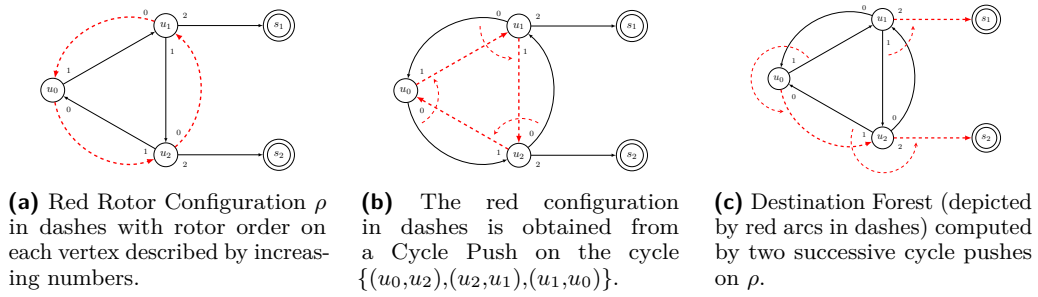 0 2
u₁ s₁
1
1
u₀
0
0
1 u₂ s₂
2
0 2
u₁ s₁
1
1
u₀
0
0
1 u₂ s₂
2
0 2
u₁ s₁
1
1
u₀
0
0
1 u₂ s₂
2
(a) Red Rotor Configuration ρ
in dashes with rotor order on
each vertex described by increas-
ing numbers.
(b) The red configuration
in dashes is obtained from
a Cycle Push on the cycle
{(u₀,u₂),(u₂,u₁),(u₁,u₀)}.
(c) Destination Forest (depicted
by red arcs in dashes) computed
by two successive cycle pushes
on ρ.